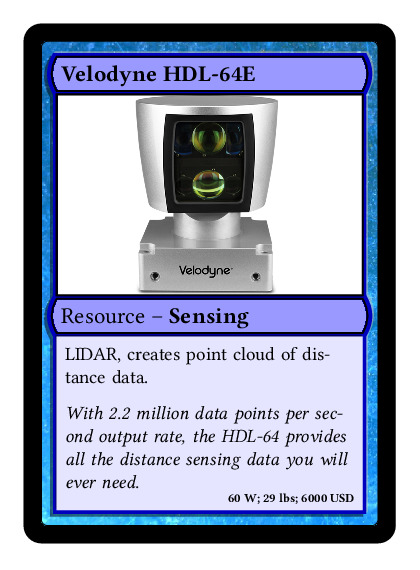 Velodyne HDL-64E
Velodyne
Resource – Sensing
LIDAR, creates point cloud of dis-
tance data.
With 2.2 million data points per sec-
ond output rate, the HDL-64 provides
all the distance sensing data you will
ever need.
60 W; 29 lbs; 6000 USD